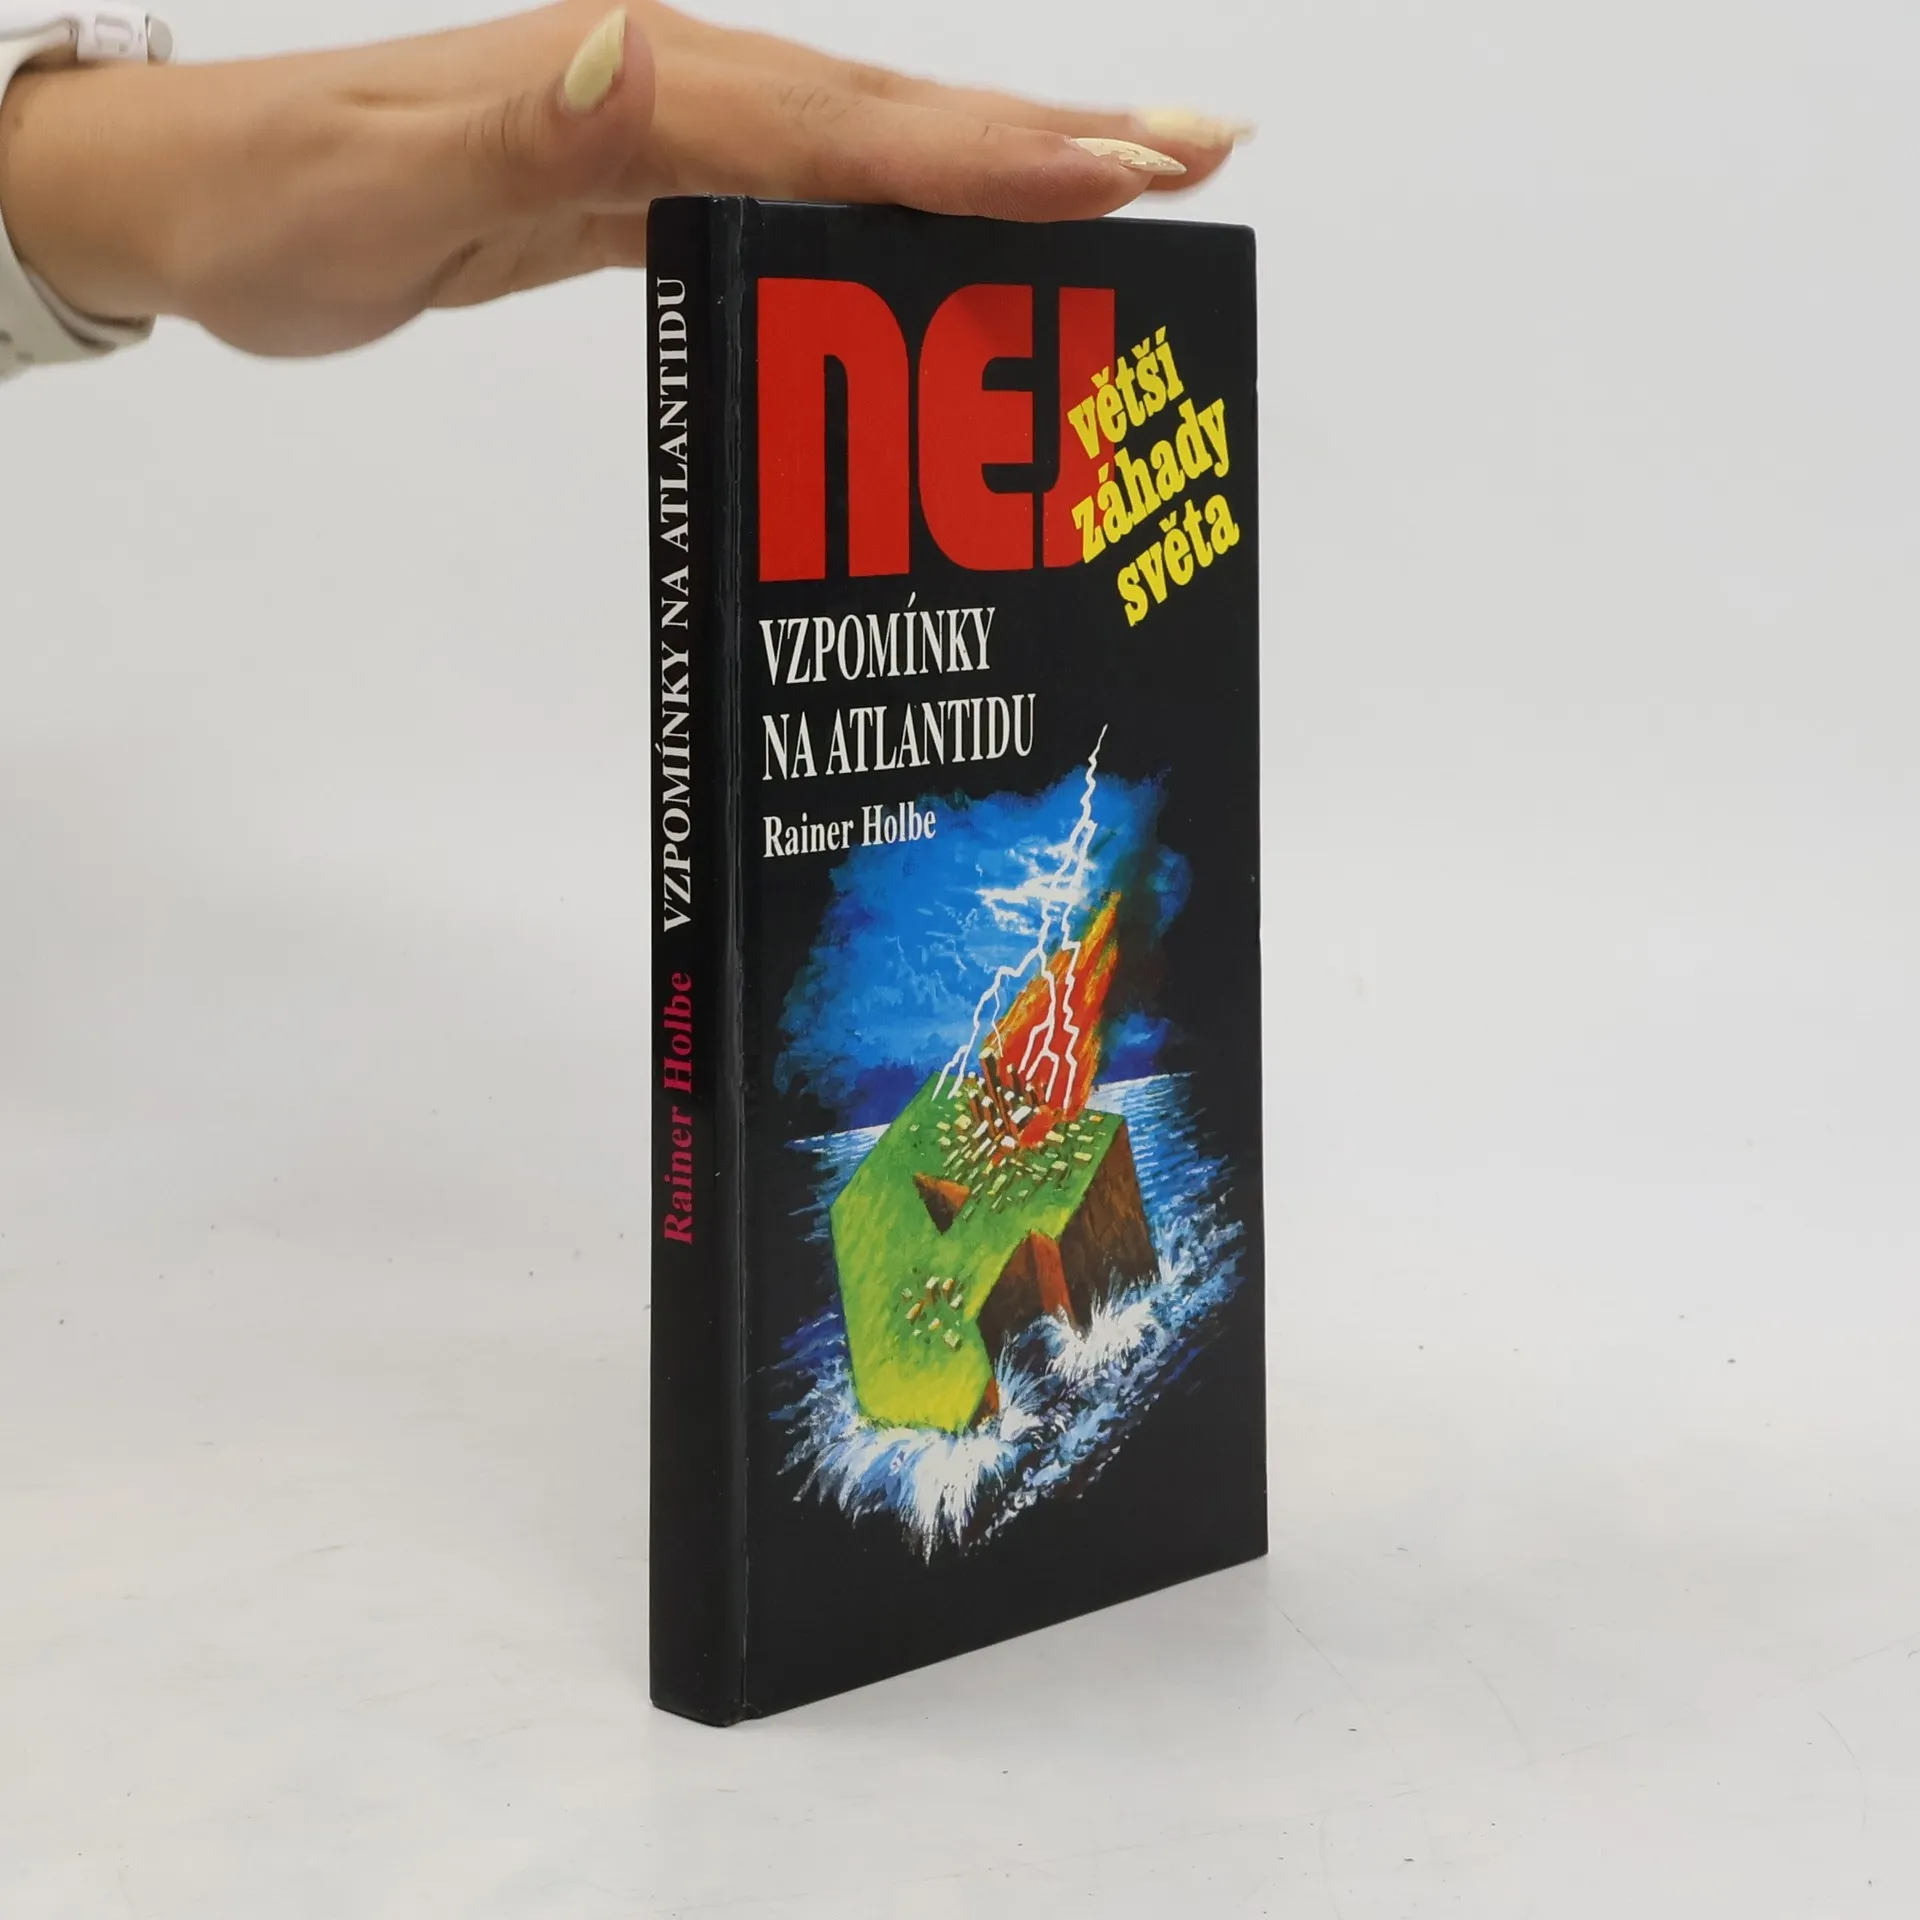 Rainer Holbe VZPOMÍNKY NA ATLANTIDU
NEJ
větší
záhady
světa
VZPOMÍNKY
NA ATLANTIDU
Rainer Holbe